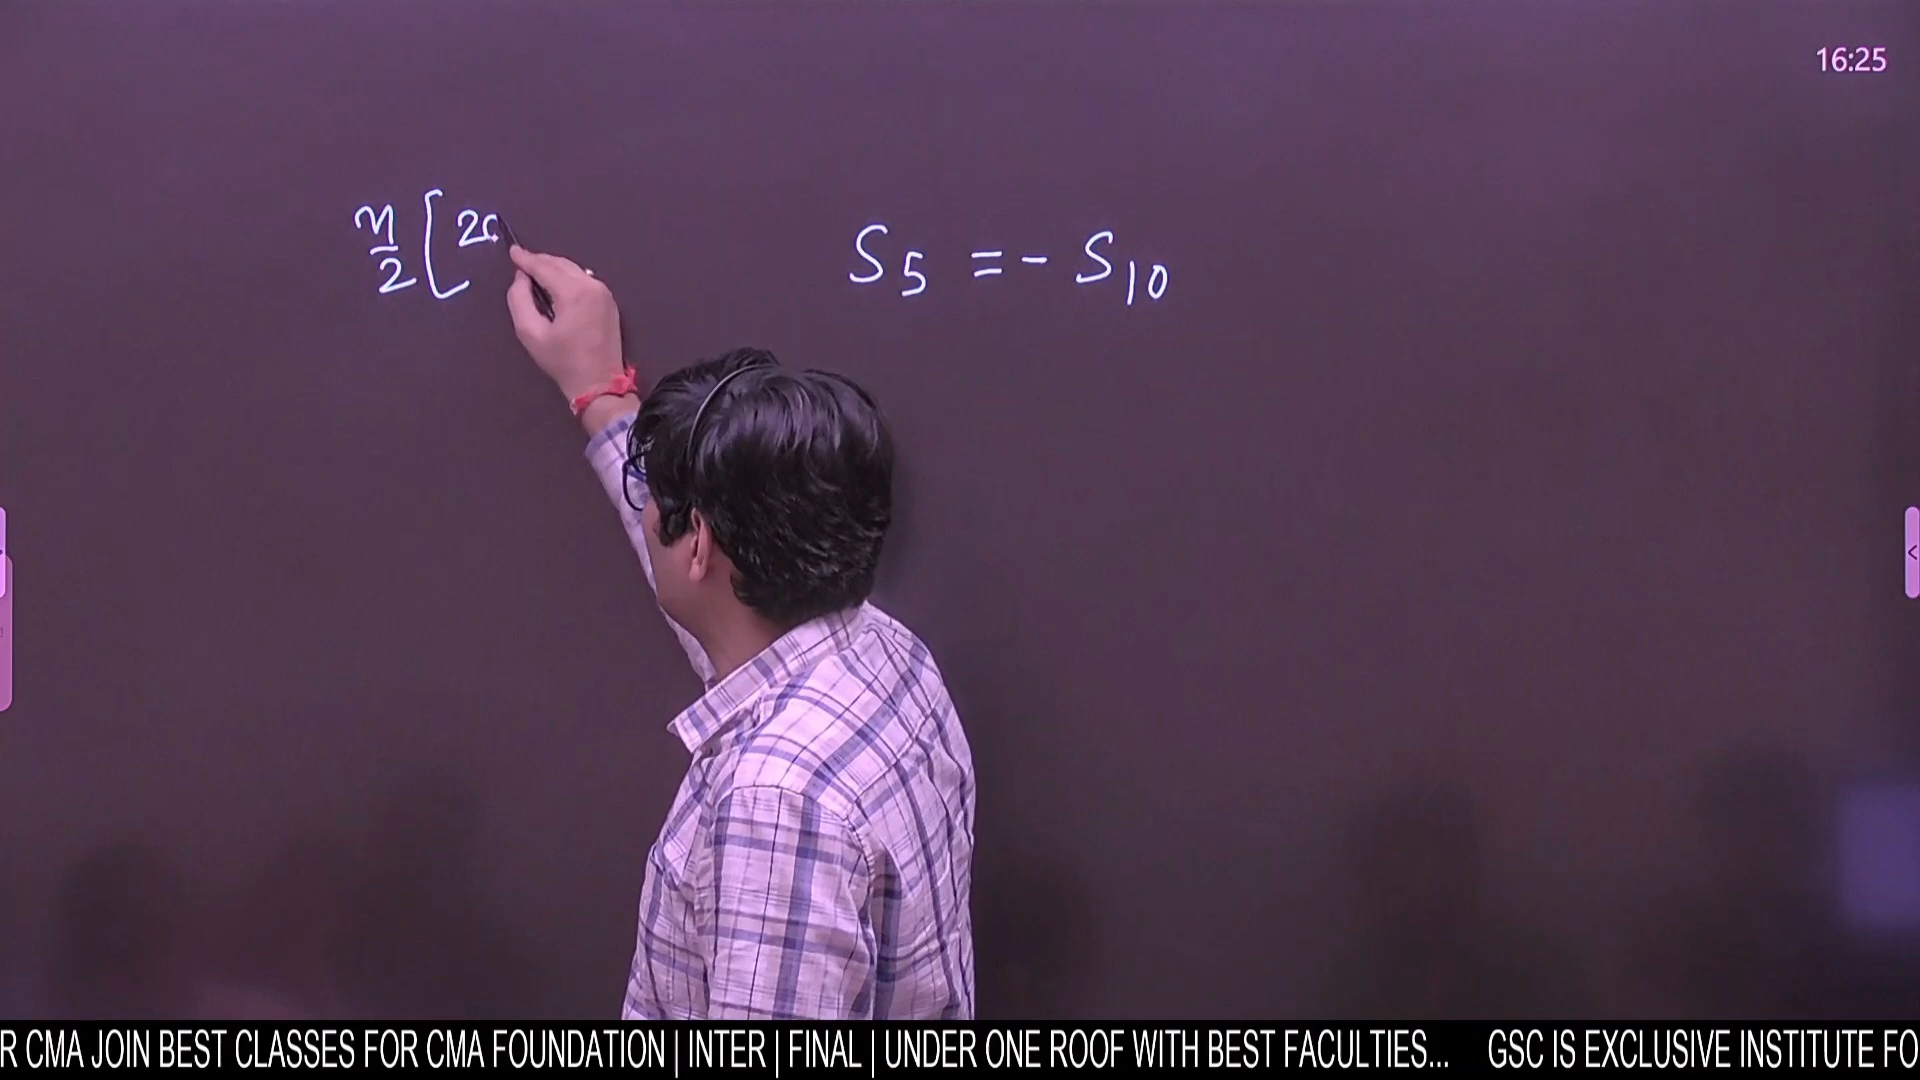 16:25
n/2 [2a
S5 = - S10
R CMA JOIN BEST CLASSES FOR CMA FOUNDATION | INTER | FINAL | UNDER ONE ROOF WITH BEST FACULTIES... GSC IS EXCLUSIVE INSTITUTE FO